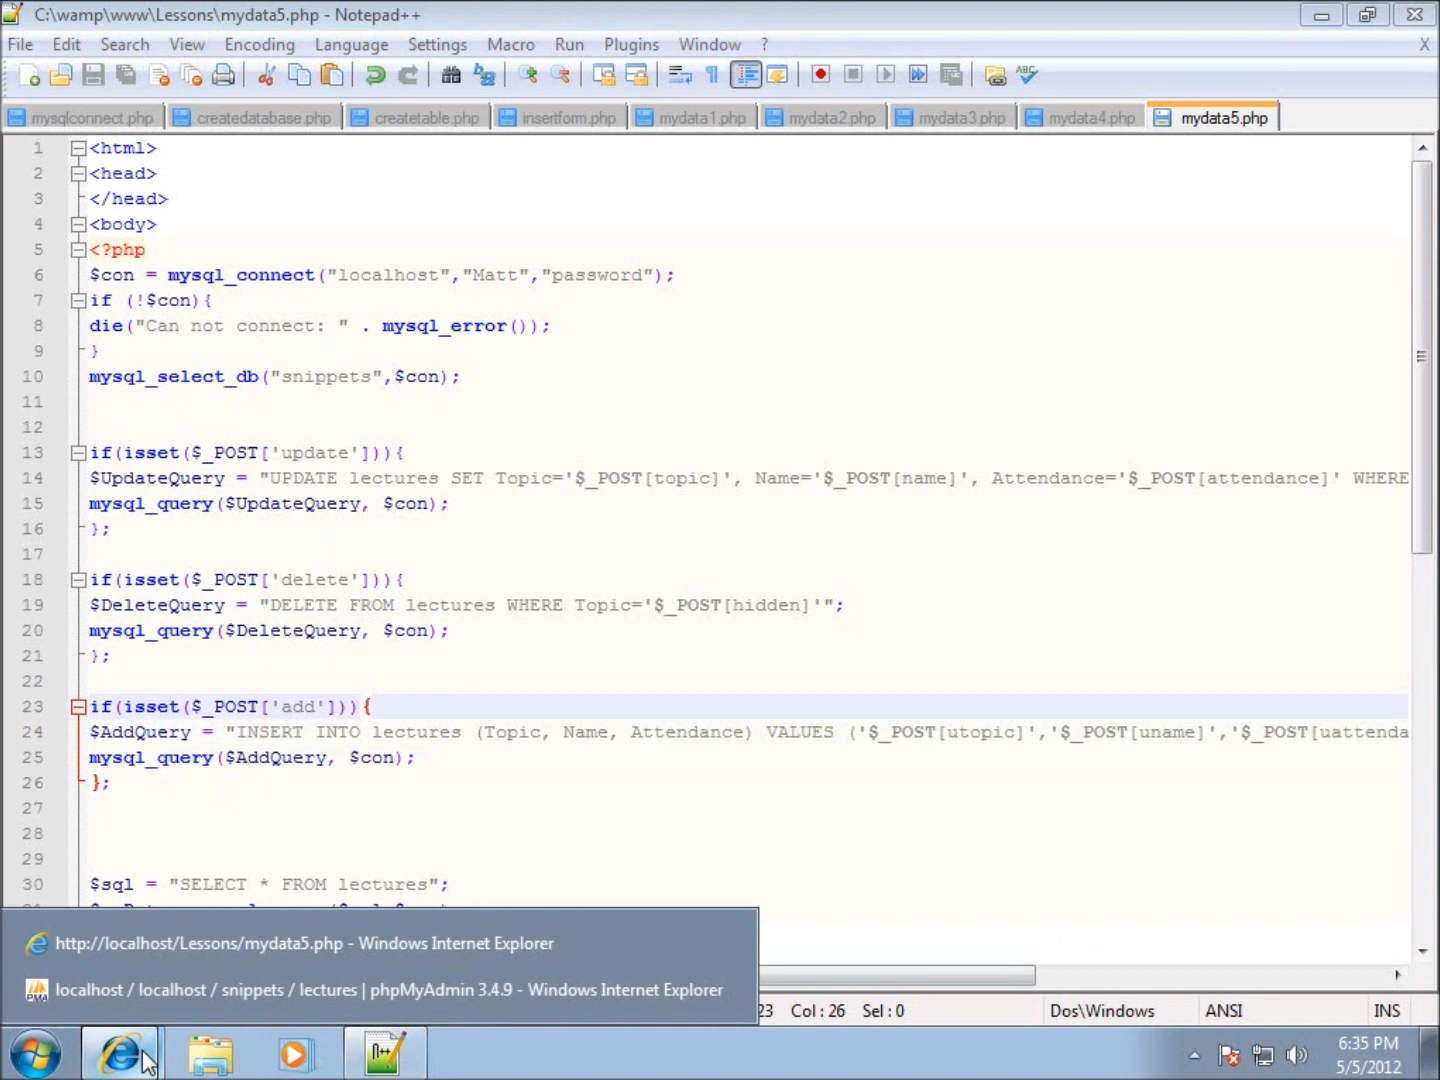 C:\wamp\www\Lessons\mydata5.php - Notepad++
File Edit Search View Encoding Language Settings Macro Run Plugins Window ? X
mysqlconnect.php createdatabase.php createtable.php insertform.php mydata1.php mydata2.php mydata3.php mydata4.php mydata5.php
1 <html>
2 <head>
3 </head>
4 <body>
5 <?php
6 $con = mysql_connect("localhost","Matt","password");
7 if (!$con){
8 die("Can not connect: " . mysql_error());
9 }
10 mysql_select_db("snippets",$con);
11
12
13 if(isset($_POST['update'])){
14 $UpdateQuery = "UPDATE lectures SET Topic='$_POST[topic]', Name='$_POST[name]', Attendance='$_POST[attendance]' WHERE
15 mysql_query($UpdateQuery, $con);
16 };
17
18 if(isset($_POST['delete'])){
19 $DeleteQuery = "DELETE FROM lectures WHERE Topic='$_POST[hidden]'";
20 mysql_query($DeleteQuery, $con);
21 };
22
23 if(isset($_POST['add'])){
24 $AddQuery = "INSERT INTO lectures (Topic, Name, Attendance) VALUES ('$_POST[utopic]','$_POST[uname]','$_POST[uattenda
25 mysql_query($AddQuery, $con);
26 };
27
28
29
30 $sql = "SELECT * FROM lectures";
http://localhost/Lessons/mydata5.php - Windows Internet Explorer
localhost / localhost / snippets / lectures | phpMyAdmin 3.4.9 - Windows Internet Explorer
23 Col : 26 Sel : 0 Dos\Windows ANSI INS
6:35 PM
5/5/2012